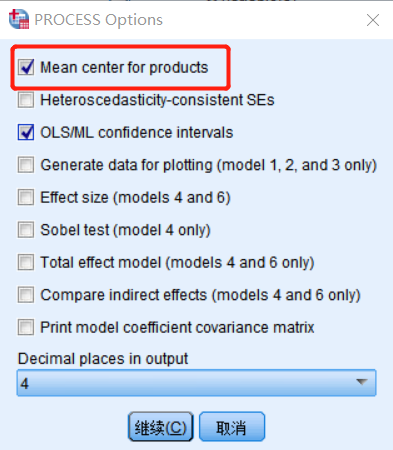 PROCESS Options
Mean center for products
Heteroscedasticity-consistent SEs
OLS/ML confidence intervals
Generate data for plotting (model 1, 2, and 3 only)
Effect size (models 4 and 6)
Sobel test (model 4 only)
Total effect model (models 4 and 6 only)
Compare indirect effects (models 4 and 6 only)
Print model coefficient covariance matrix
Decimal places in output
4
继续(C) 取消